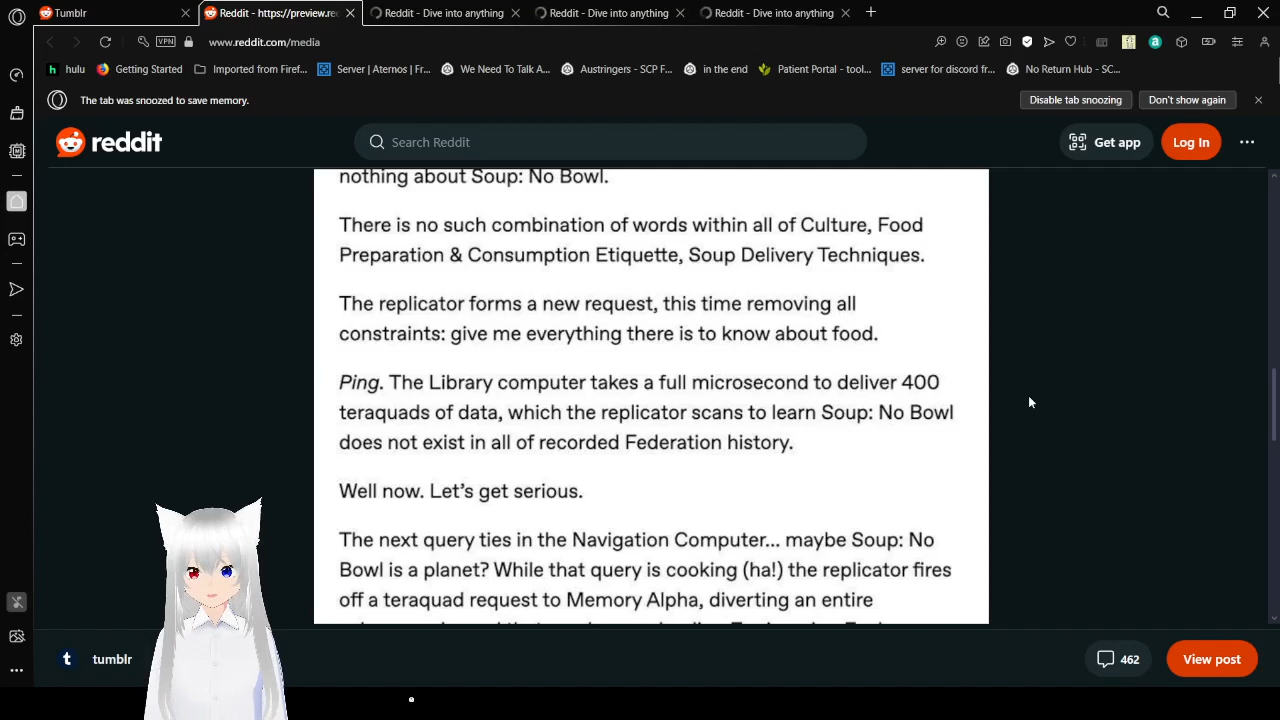 Tumblr
Reddit - https://preview.re
Reddit - Dive into anything
Reddit - Dive into anything
Reddit - Dive into anything
VPN
www.reddit.com/media
hulu
Getting Started
Imported from Firef...
Server | Aternos | Fr...
We Need To Talk A...
Austringers - SCP F...
in the end
Patient Portal - tool...
server for discord fr...
No Return Hub - SC...
The tab was snoozed to save memory.
Disable tab snoozing
Don't show again
reddit
Search Reddit
Get app
Log In
nothing about Soup: No Bowl.
There is no such combination of words within all of Culture, Food
Preparation & Consumption Etiquette, Soup Delivery Techniques.
The replicator forms a new request, this time removing all
constraints: give me everything there is to know about food.
Ping. The Library computer takes a full microsecond to deliver 400
teraquads of data, which the replicator scans to learn Soup: No Bowl
does not exist in all of recorded Federation history.
Well now. Let's get serious.
The next query ties in the Navigation Computer... maybe Soup: No
Bowl is a planet? While that query is cooking (ha!) the replicator fires
off a teraquad request to Memory Alpha, diverting an entire
t
tumblr
462
View post